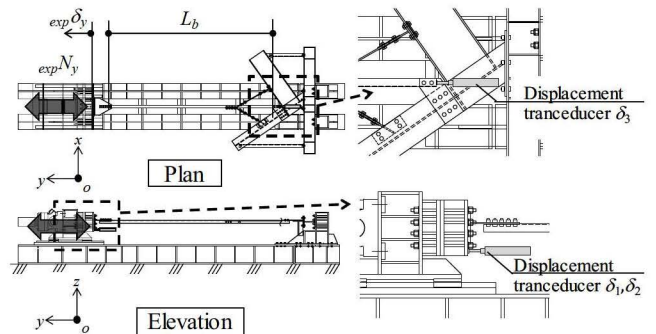 expδy
Lb
expNy
Displacement
tranceducer δ3
x
y
o
Plan
Displacement
tranceducer δ1,δ2
z
y
o
Elevation